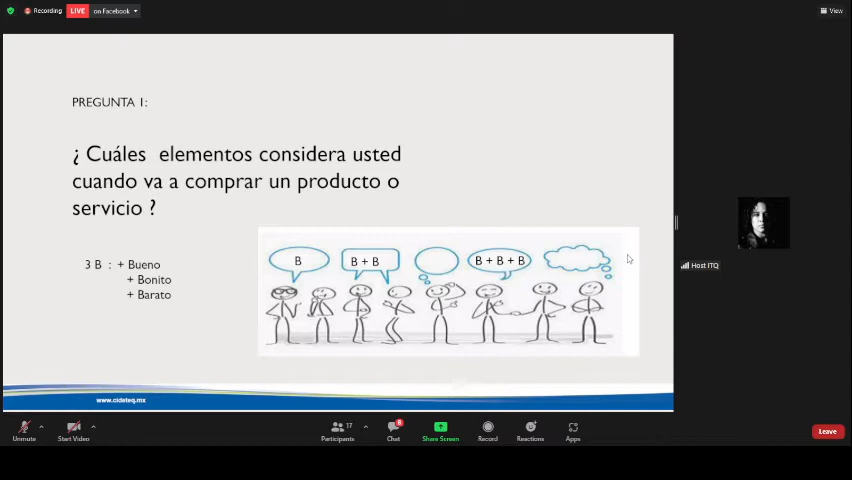 Recording
LIVE
on Facebook
View
PREGUNTA 1:
¿ Cuáles elementos considera usted
cuando va a comprar un producto o
servicio ?
3 B : + Bueno
+ Bonito
+ Barato
B
B + B
B + B + B
Host ITQ
www.cideteq.mx
Unmute
Start Video
17
Participants
8
Chat
Share Screen
Record
Reactions
Apps
Leave